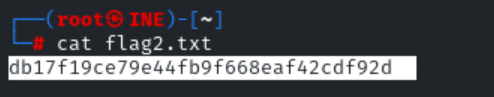 ┌──(root㉿INE)-[~]
└─# cat flag2.txt
db17f19ce79e44fb9f668eaf42cdf92d